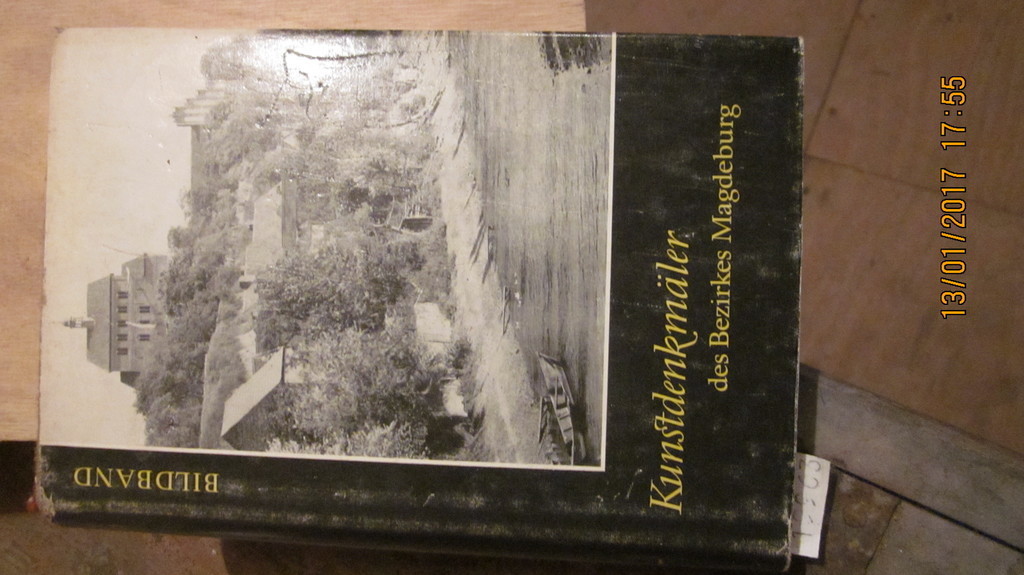 BILDBAND
Kunstdenkmäler
des Bezirkes Magdeburg
13/01/2017 17:55